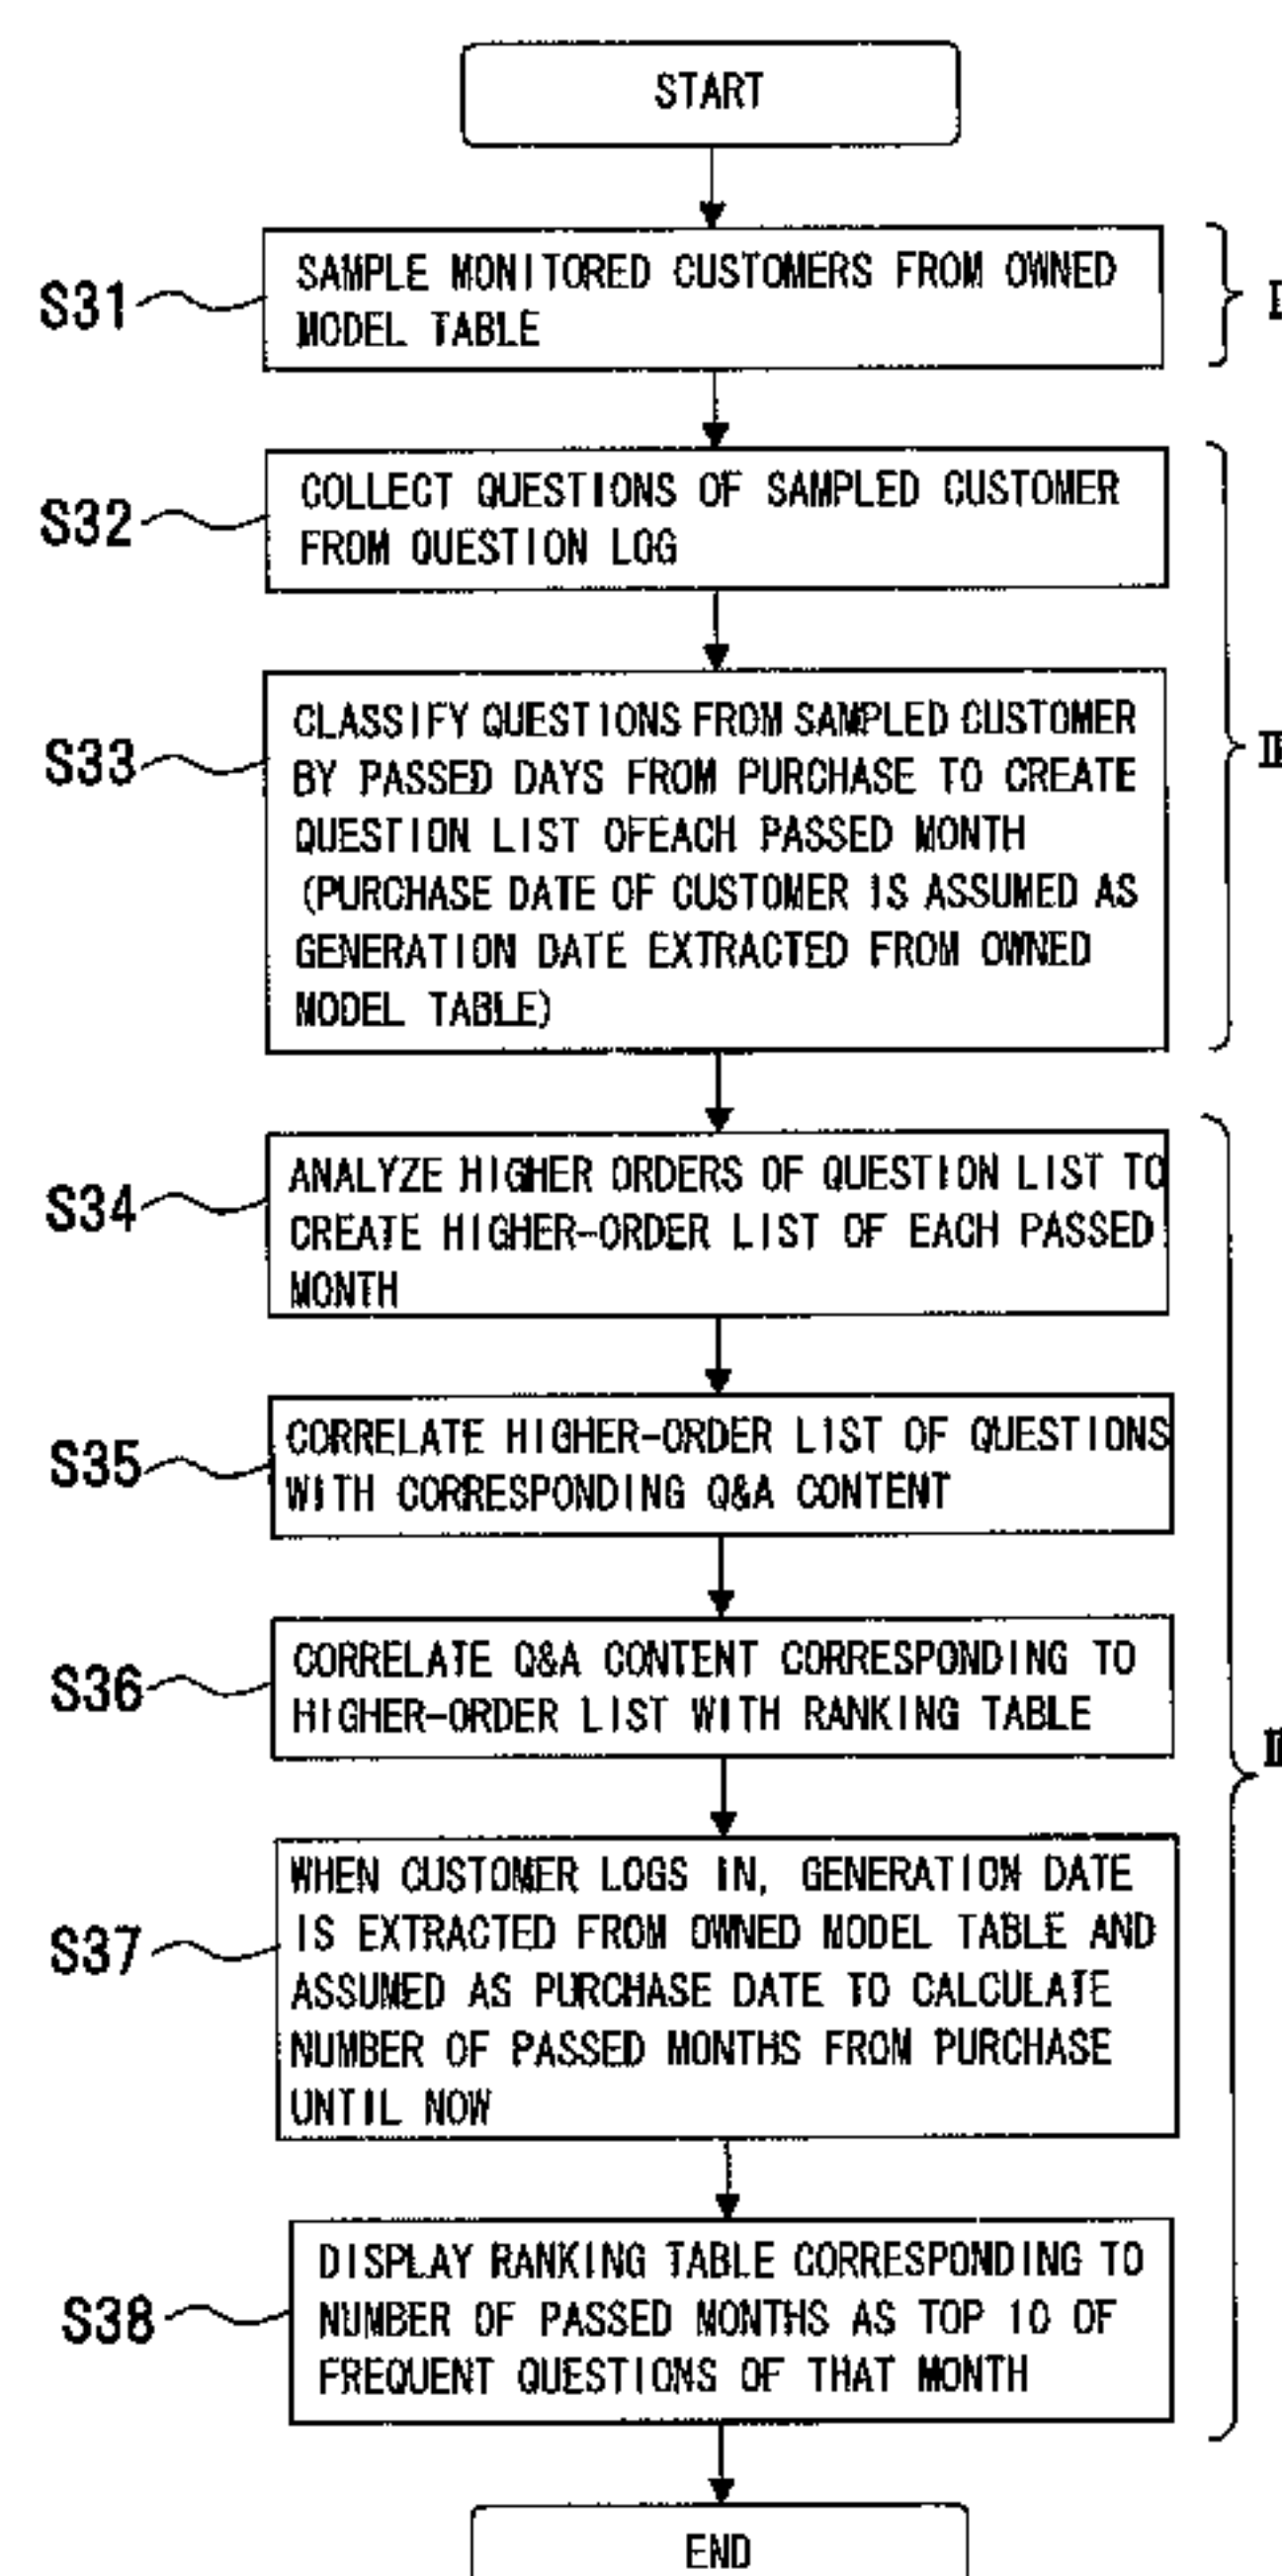 START
S31
SAMPLE MONITORED CUSTOMERS FROM OWNED
MODEL TABLE
S32
COLLECT QUESTIONS OF SAMPLED CUSTOMER
FROM QUESTION LOG
S33
CLASSIFY QUESTIONS FROM SAMPLED CUSTOMER
BY PASSED DAYS FROM PURCHASE TO CREATE
QUESTION LIST OFEACH PASSED MONTH
(PURCHASE DATE OF CUSTOMER IS ASSUMED AS
GENERATION DATE EXTRACTED FROM OWNED
MODEL TABLE)
S34
ANALYZE HIGHER ORDERS OF QUESTION LIST TO
CREATE HIGHER-ORDER LIST OF EACH PASSED
MONTH
S35
CORRELATE HIGHER-ORDER LIST OF QUESTIONS
WITH CORRESPONDING Q&A CONTENT
S36
CORRELATE Q&A CONTENT CORRESPONDING TO
HIGHER-ORDER LIST WITH RANKING TABLE
S37
WHEN CUSTOMER LOGS IN, GENERATION DATE
IS EXTRACTED FROM OWNED MODEL TABLE AND
ASSUMED AS PURCHASE DATE TO CALCULATE
NUMBER OF PASSED MONTHS FROM PURCHASE
UNTIL NOW
S38
DISPLAY RANKING TABLE CORRESPONDING TO
NUMBER OF PASSED MONTHS AS TOP 10 OF
FREQUENT QUESTIONS OF THAT MONTH
END